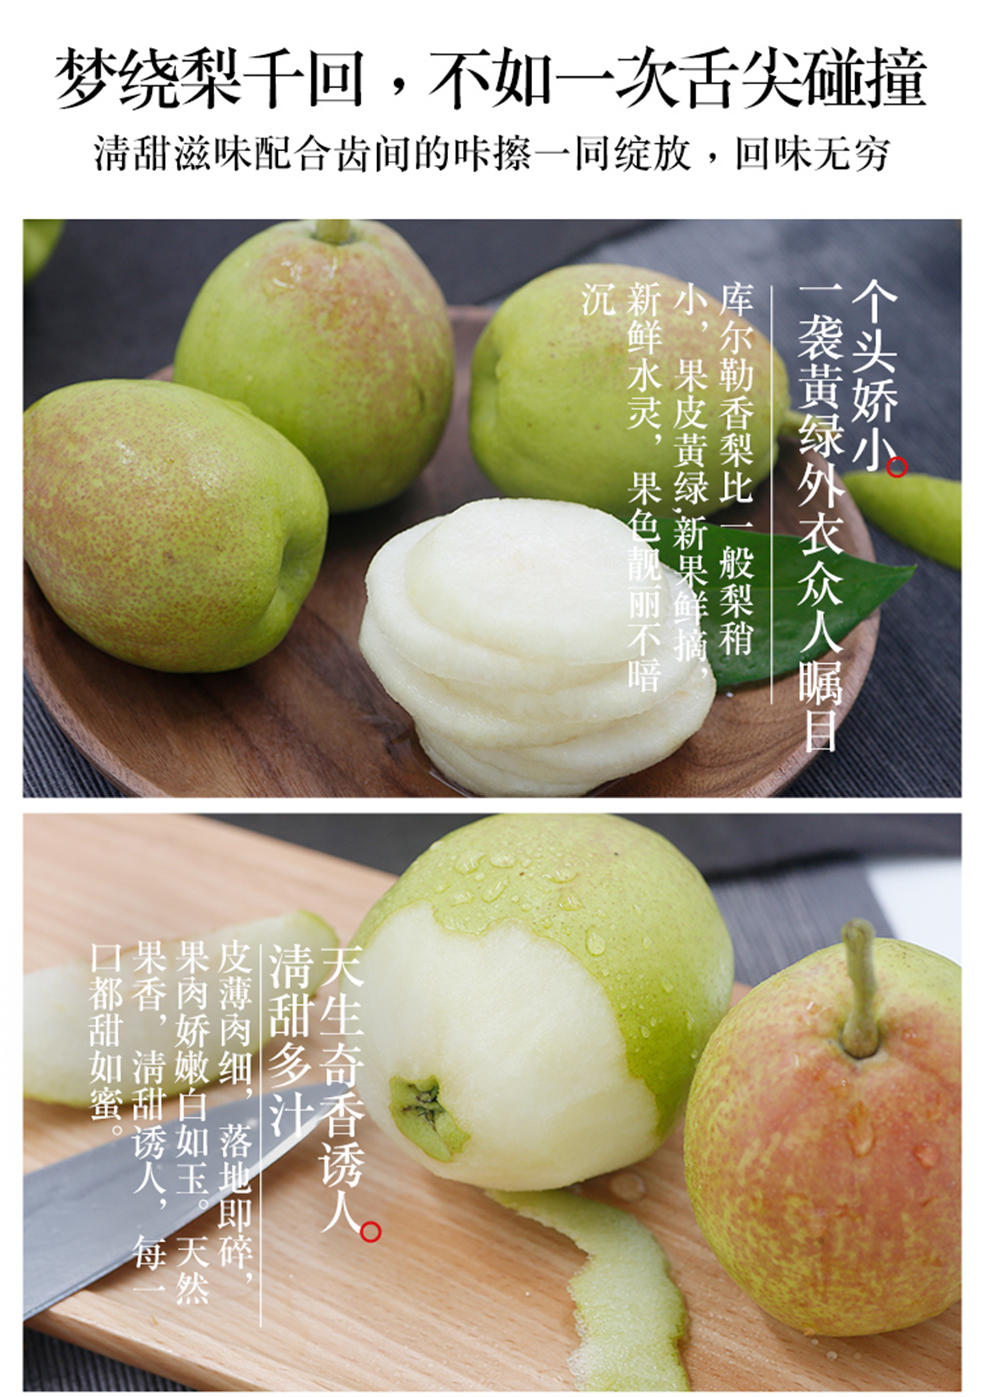 梦绕梨千回，不如一次舌尖碰撞
清甜滋味配合齿间的咔擦一同绽放，回味无穷
个头娇小。
一袭黄绿外衣众人瞩目
库尔勒香梨比一般梨稍
小，果皮黄绿,新果鲜摘，
新鲜水灵，果色靓丽不暗
沉
天生奇香诱人。
清甜多汁
皮薄肉细，落地即碎，
果肉娇嫩白如玉。天然
果香，清甜诱人，每一
口都甜如蜜。